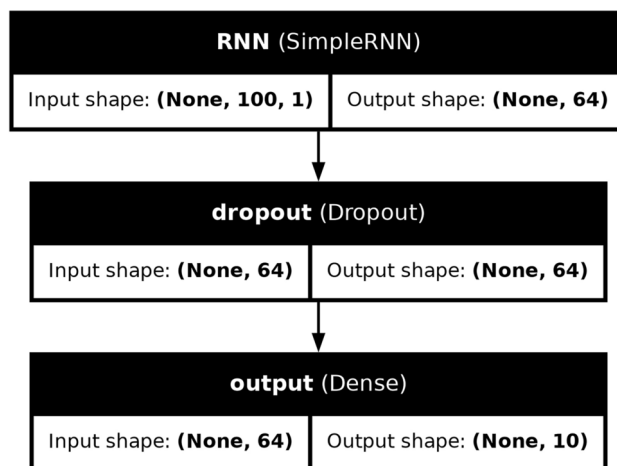 RNN (SimpleRNN)
Input shape: (None, 100, 1) Output shape: (None, 64)
dropout (Dropout)
Input shape: (None, 64) Output shape: (None, 64)
output (Dense)
Input shape: (None, 64) Output shape: (None, 10)